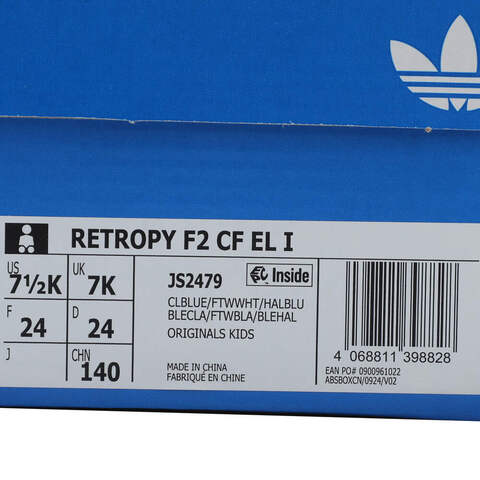 RETROPY F2 CF EL I
US
7½K
UK
7K
F
24
D
24
J
CHN
140
JS2479
Inside
CLBLUE/FTWWHT/HALBLU
BLECLA/FTWBLA/BLEHAL
ORIGINALS KIDS
MADE IN CHINA
FABRIQUÉ EN CHINE
4 068811 398828
EAN PO# 0900961022
ABSBOXCN/0924/V02